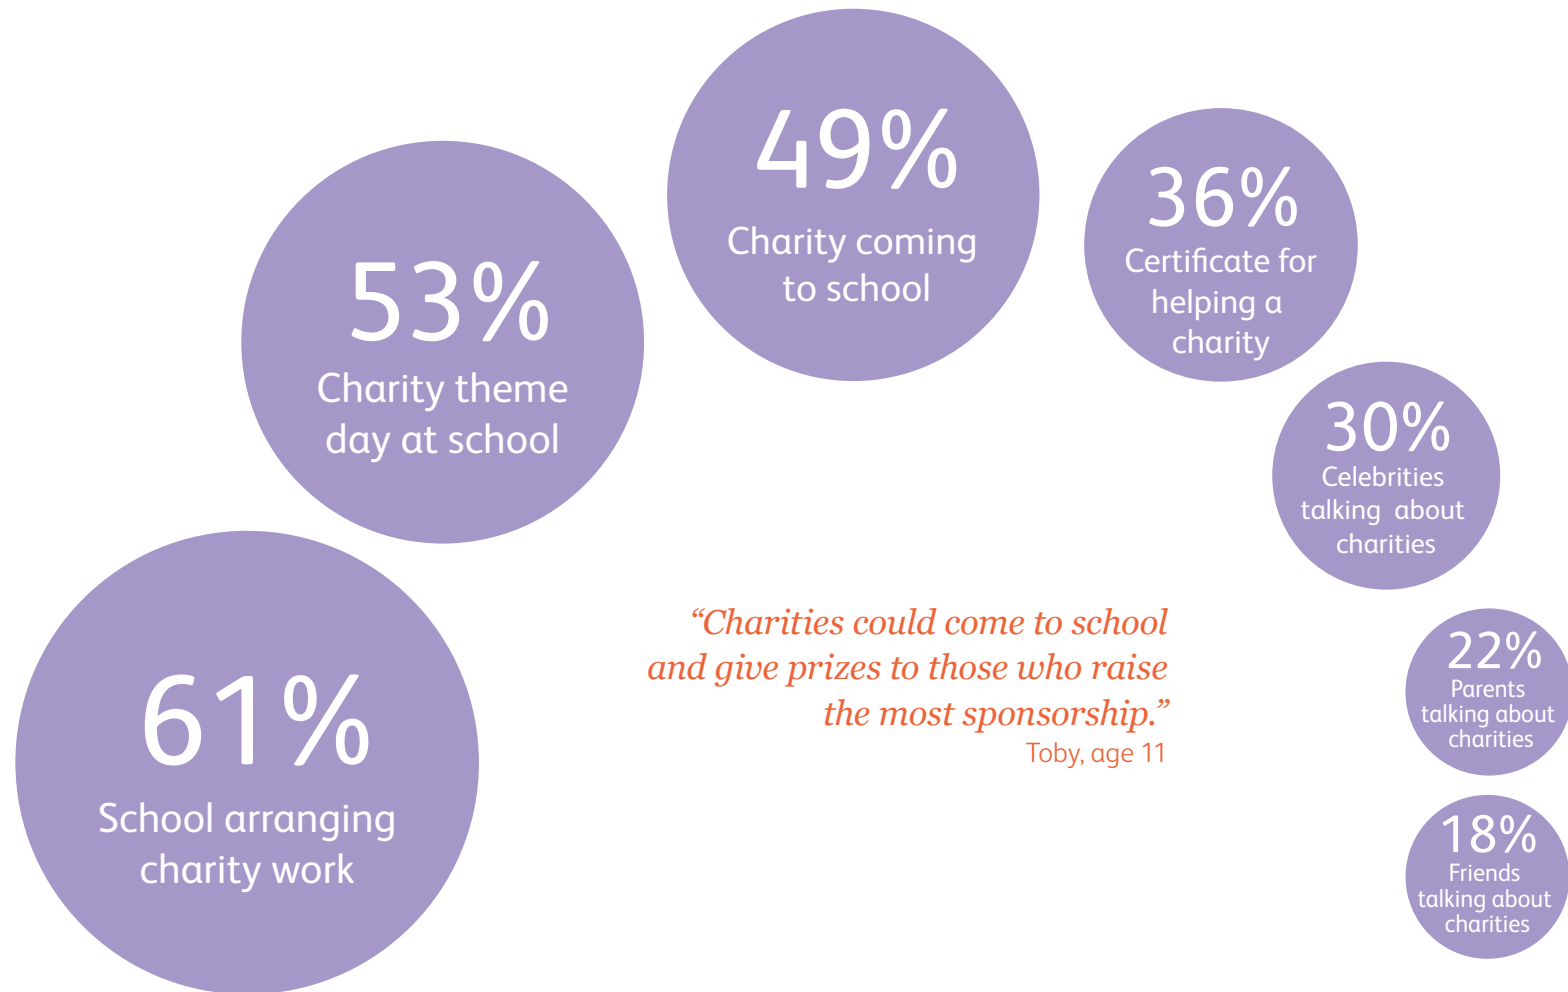 61%
School arranging
charity work
53%
Charity theme
day at school
49%
Charity coming
to school
36%
Certificate for
helping a
charity
30%
Celebrities
talking about
charities
22%
Parents
talking about
charities
18%
Friends
talking about
charities
“Charities could come to school
and give prizes to those who raise
the most sponsorship.”
Toby, age 11